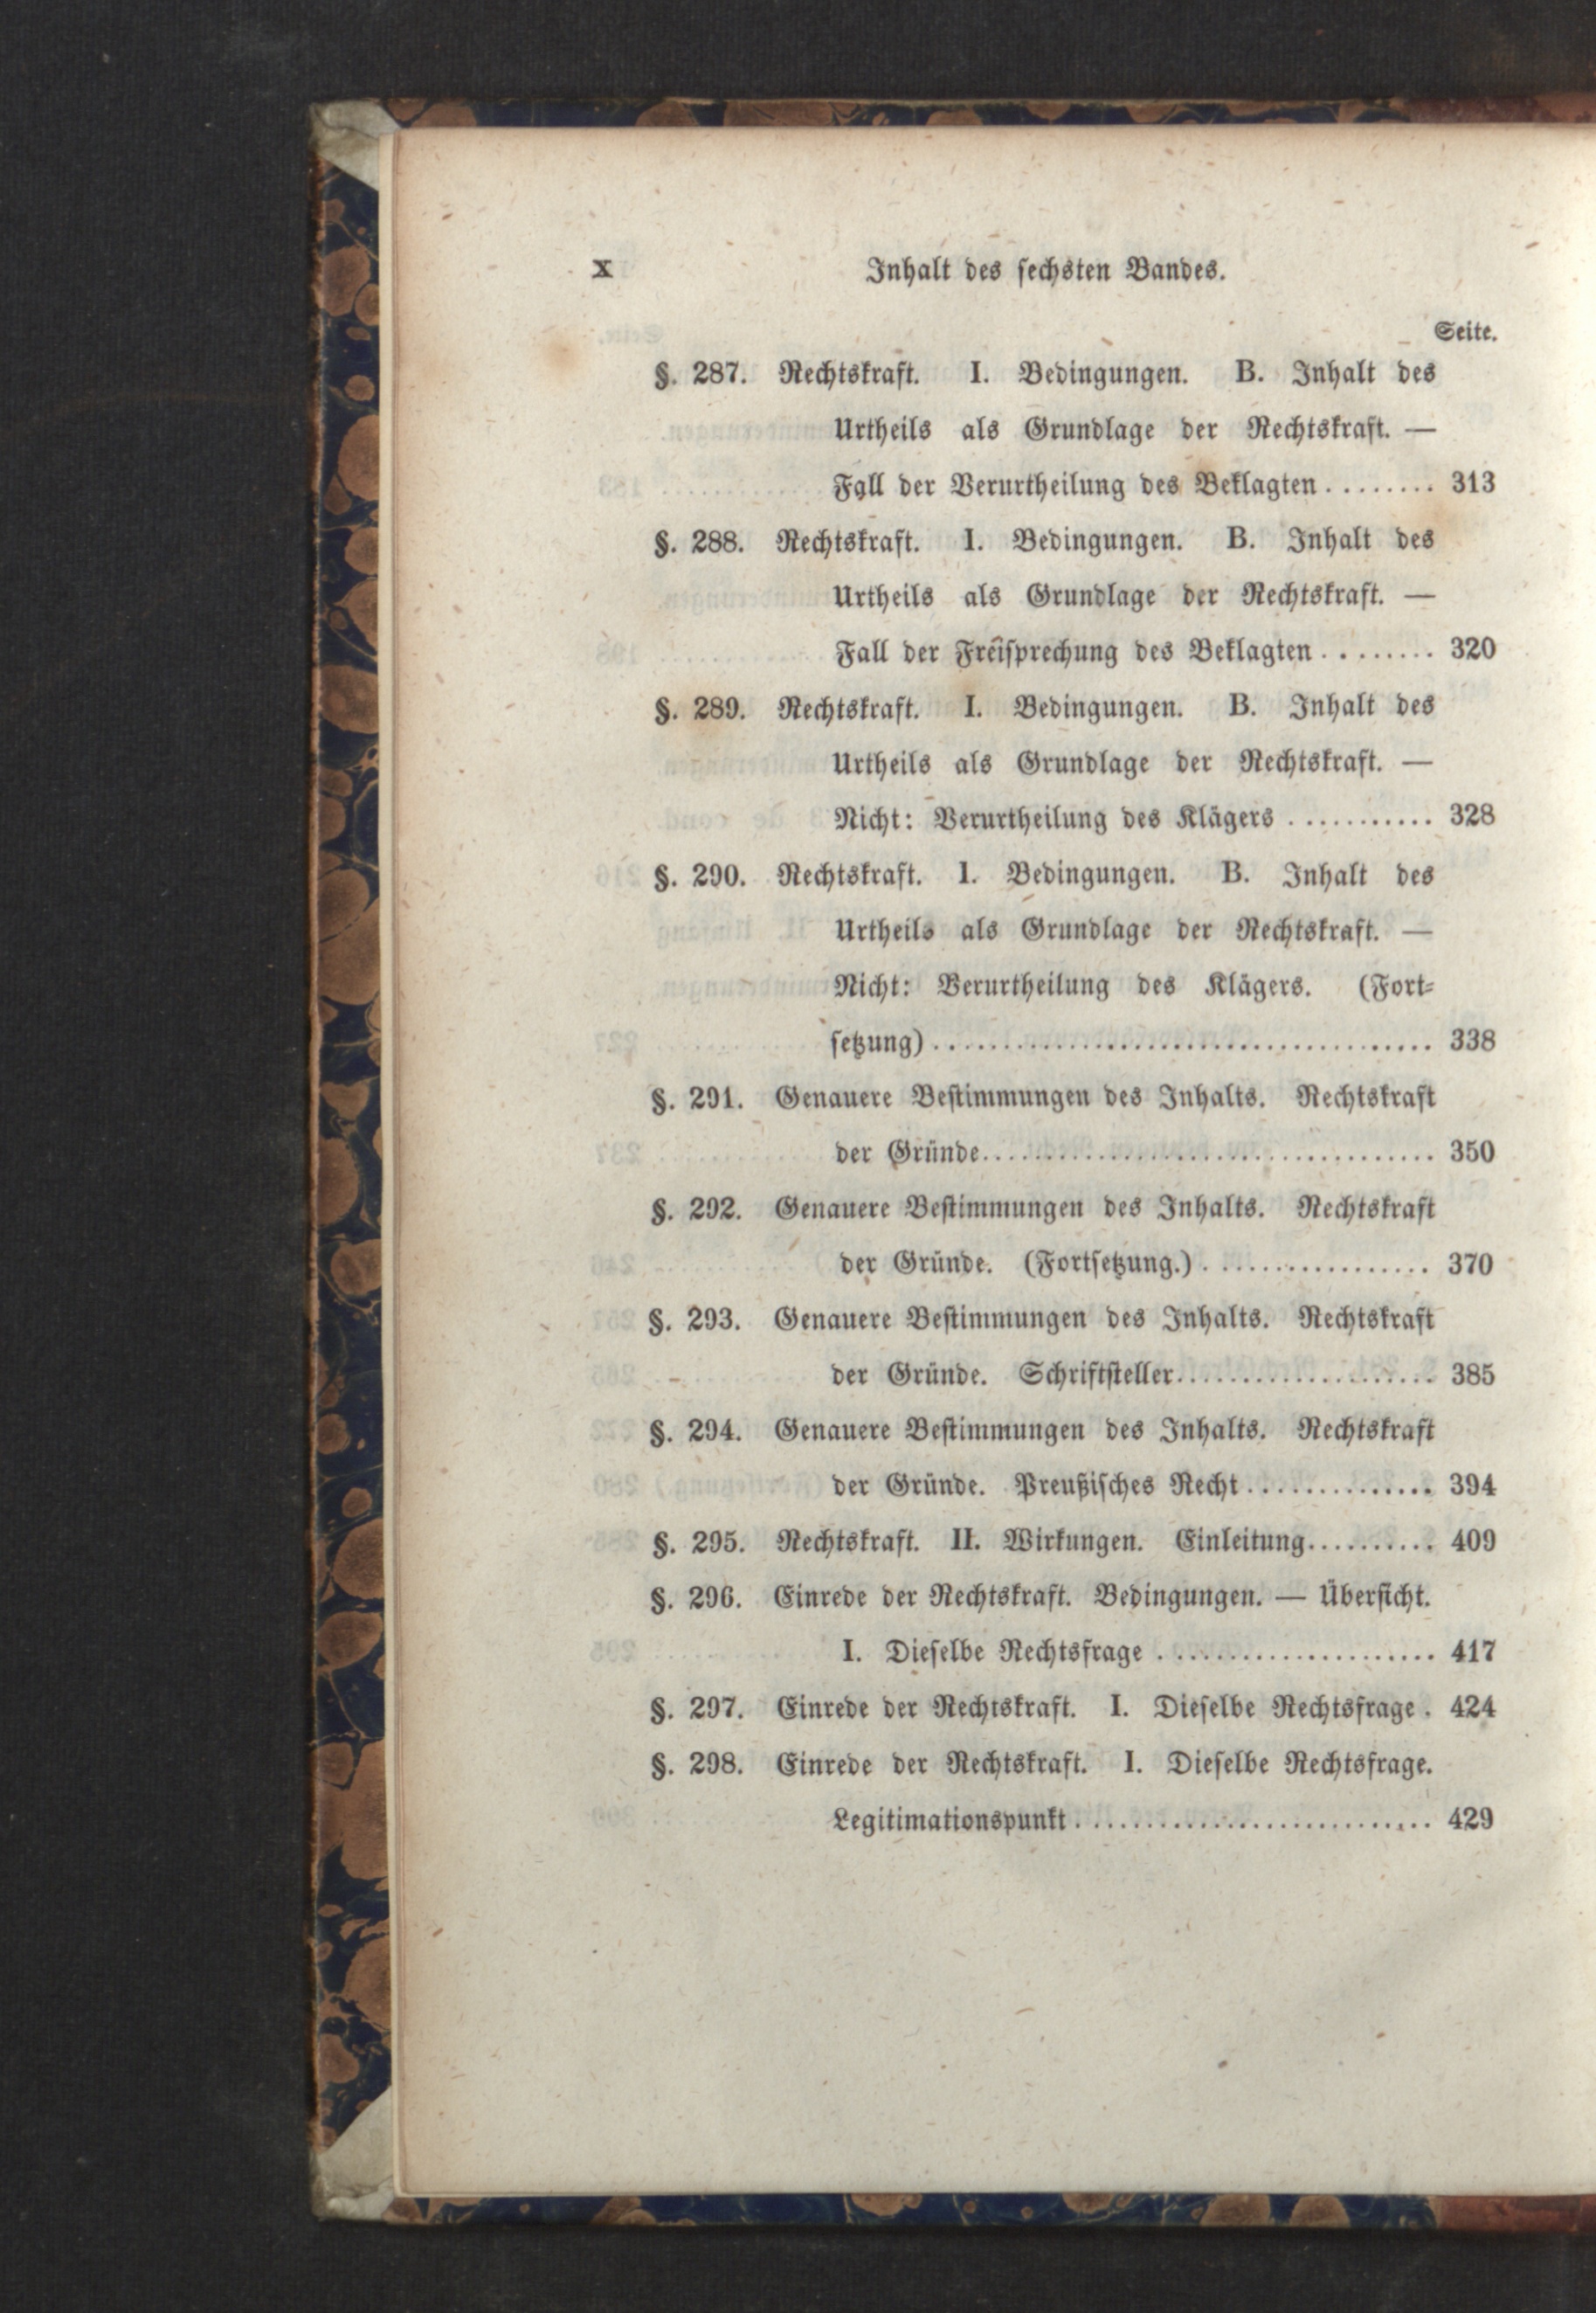 X Inhalt des sechsten Bandes.
Seite.
§. 287. Rechtskraft. I. Bedingungen. B. Inhalt des
Urtheils als Grundlage der Rechtskraft. —
Fall der Verurtheilung des Beklagten ........ 313
§. 288. Rechtskraft. I. Bedingungen. B. Inhalt des
Urtheils als Grundlage der Rechtskraft. —
Fall der Freisprechung des Beklagten ........ 320
§. 289. Rechtskraft. I. Bedingungen. B. Inhalt des
Urtheils als Grundlage der Rechtskraft. —
Nicht: Verurtheilung des Klägers ........... 328
§. 290. Rechtskraft. I. Bedingungen. B. Inhalt des
Urtheils als Grundlage der Rechtskraft. —
Nicht: Verurtheilung des Klägers. (Fort-
setzung) ...................................... 338
§. 291. Genauere Bestimmungen des Inhalts. Rechtskraft
der Gründe.................................. 350
§. 292. Genauere Bestimmungen des Inhalts. Rechtskraft
der Gründe. (Fortsetzung.) ................. 370
§. 293. Genauere Bestimmungen des Inhalts. Rechtskraft
der Gründe. Schriftsteller.................... 385
§. 294. Genauere Bestimmungen des Inhalts. Rechtskraft
der Gründe. Preußisches Recht .............. 394
§. 295. Rechtskraft. II. Wirkungen. Einleitung.......... 409
§. 296. Einrede der Rechtskraft. Bedingungen. — Übersicht.
I. Dieselbe Rechtsfrage ..................... 417
§. 297. Einrede der Rechtskraft. I. Dieselbe Rechtsfrage . 424
§. 298. Einrede der Rechtskraft. I. Dieselbe Rechtsfrage.
Legitimationspunkt ........................... 429